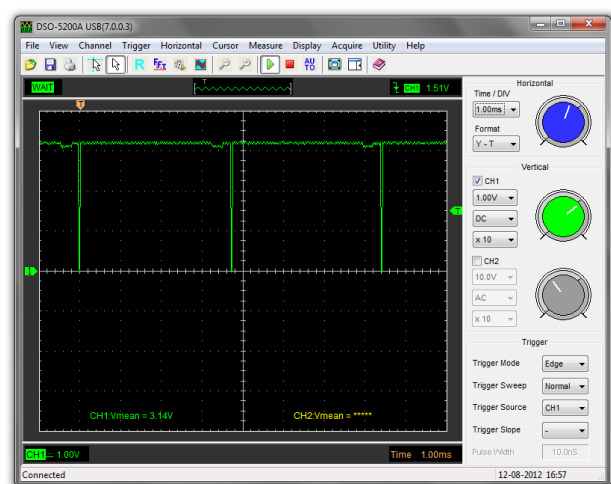 DSO-5200A USB(7.0.0.3)
File View Channel Trigger Horizontal Cursor Measure Display Acquire Utility Help
R FFT AU TO
WAIT T CH1 1.51V
T
T
CH1:Vmean = 3.14V CH2:Vmean = *****
CH1 1.00V Time 1.00ms
Horizontal
Time / DIV
1.00ms
Format
Y - T
Vertical
CH1
1.00V
DC
x 10
CH2
10.0V
AC
x 10
Trigger
Trigger Mode Edge
Trigger Sweep Normal
Trigger Source CH1
Trigger Slope -
Pulse Width 10.0nS
Connected 12-08-2012 16:57